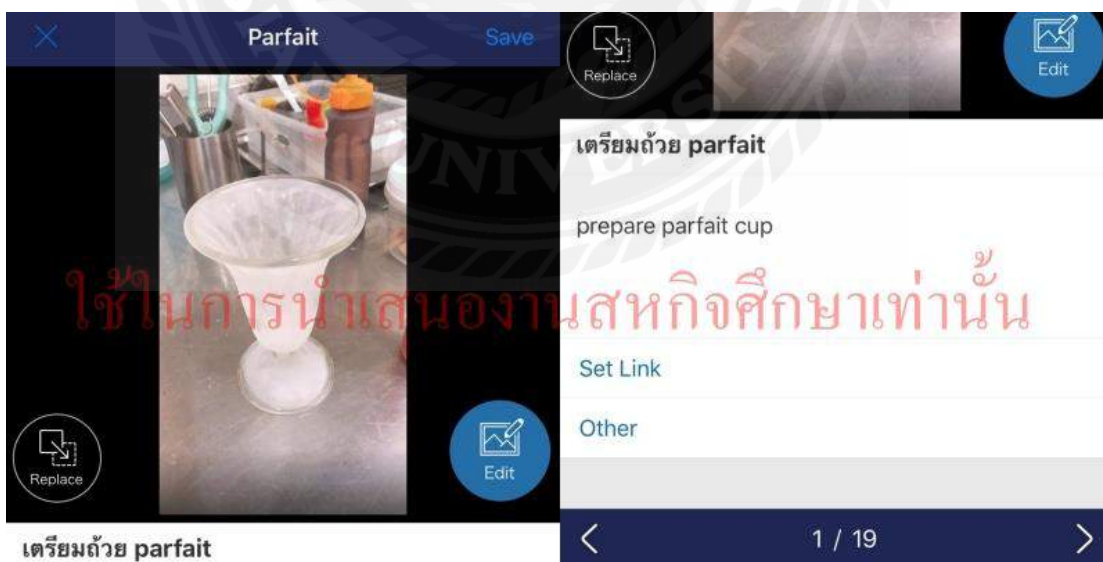 Parfait
Save
Replace
Edit
เตรียมถ้วย parfait
Replace
Edit
เตรียมถ้วย parfait
prepare parfait cup
Set Link
Other
1 / 19
ใช้ในการนำเสนองานสหกิจศึกษาเท่านั้น
UNIVERSITY